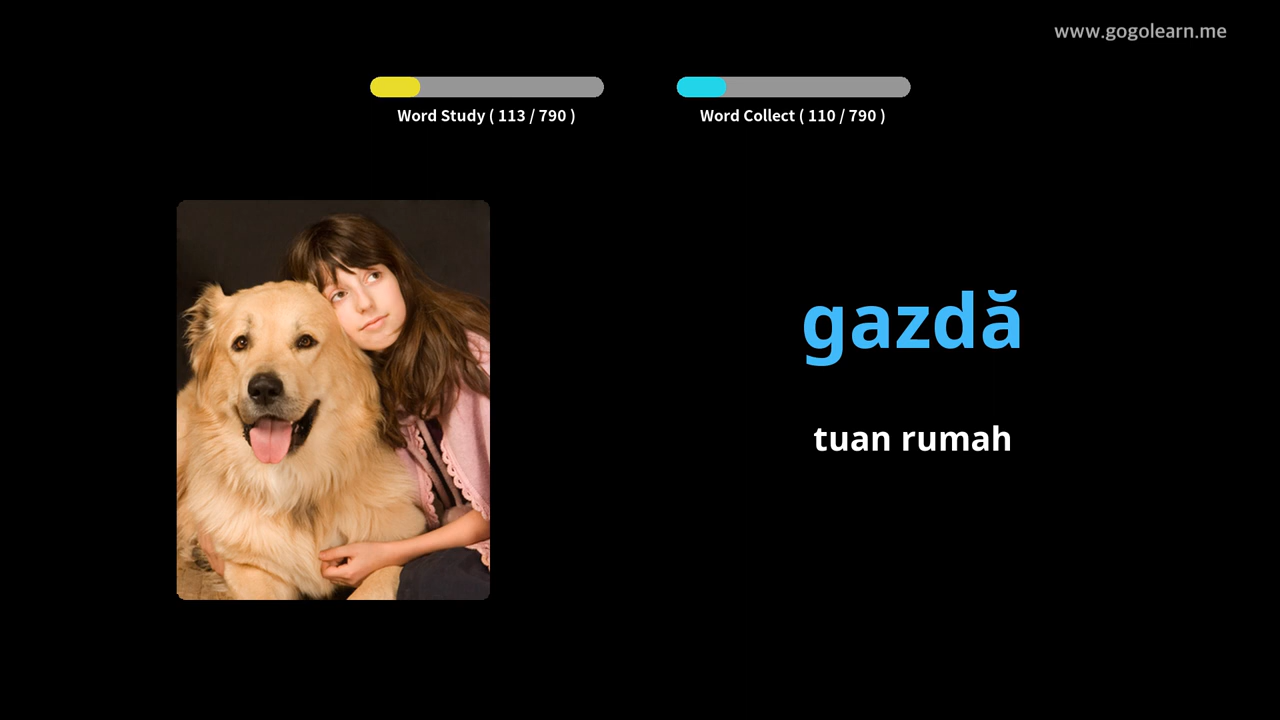 www.gogolearn.me
Word Study ( 113 / 790 )
Word Collect ( 110 / 790 )
gazdă
tuan rumah